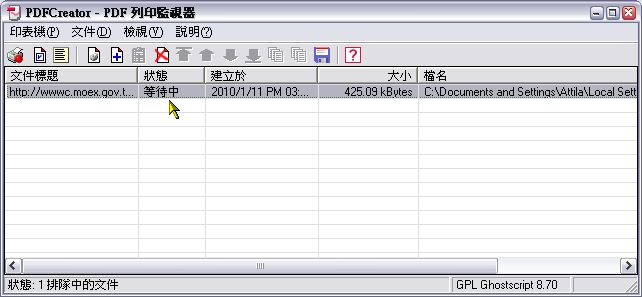 PDFCreator - PDF 列印監視器
印表機(P) 文件(D) 檢視(V) 說明(?)
文件標題 狀態 建立於 大小 檔名
http://wwwc.moex.gov.t... 等待中 2010/1/11 PM 03:... 425.09 kBytes C:\Documents and Settings\Attila\Local Sett
狀態: 1 排隊中的文件 GPL Ghostscript 8.70